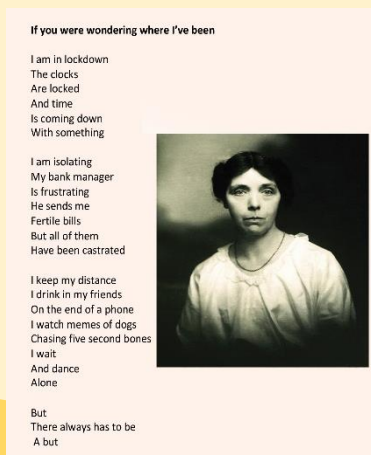 If you were wondering where I've been
I am in lockdown
The clocks
Are locked
And time
Is coming down
With something
I am isolating
My bank manager
Is frustrating
He sends me
Fertile bills
But all of them
Have been castrated
I keep my distance
I drink in my friends
On the end of a phone
I watch memes of dogs
Chasing five second bones
I wait
And dance
Alone
But
There always has to be
A but